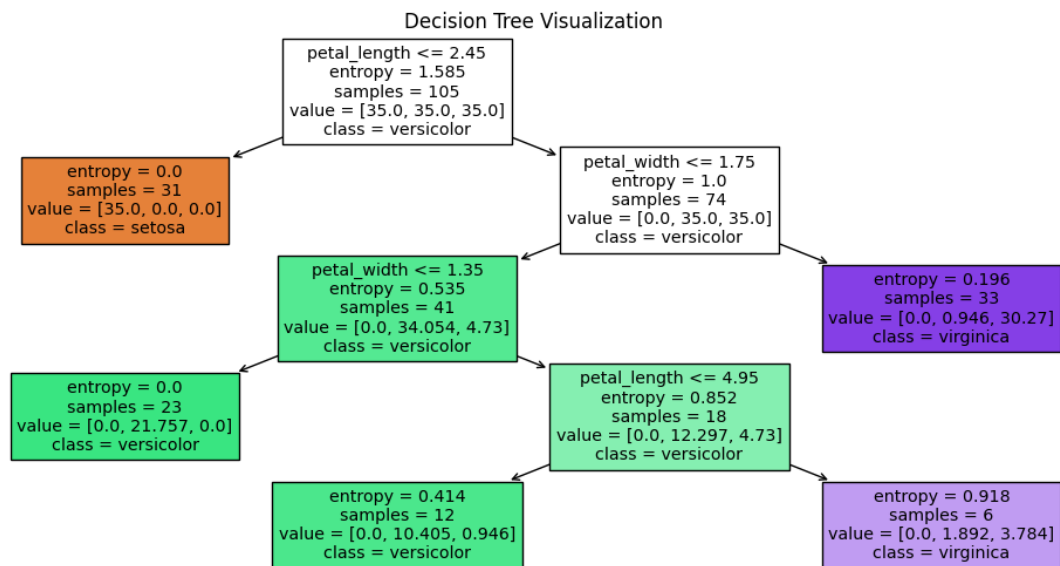 Decision Tree Visualization
petal_length <= 2.45
entropy = 1.585
samples = 105
value = [35.0, 35.0, 35.0]
class = versicolor
entropy = 0.0
samples = 31
value = [35.0, 0.0, 0.0]
class = setosa
petal_width <= 1.75
entropy = 1.0
samples = 74
value = [0.0, 35.0, 35.0]
class = versicolor
petal_width <= 1.35
entropy = 0.535
samples = 41
value = [0.0, 34.054, 4.73]
class = versicolor
entropy = 0.196
samples = 33
value = [0.0, 0.946, 30.27]
class = virginica
entropy = 0.0
samples = 23
value = [0.0, 21.757, 0.0]
class = versicolor
petal_length <= 4.95
entropy = 0.852
samples = 18
value = [0.0, 12.297, 4.73]
class = versicolor
entropy = 0.414
samples = 12
value = [0.0, 10.405, 0.946]
class = versicolor
entropy = 0.918
samples = 6
value = [0.0, 1.892, 3.784]
class = virginica